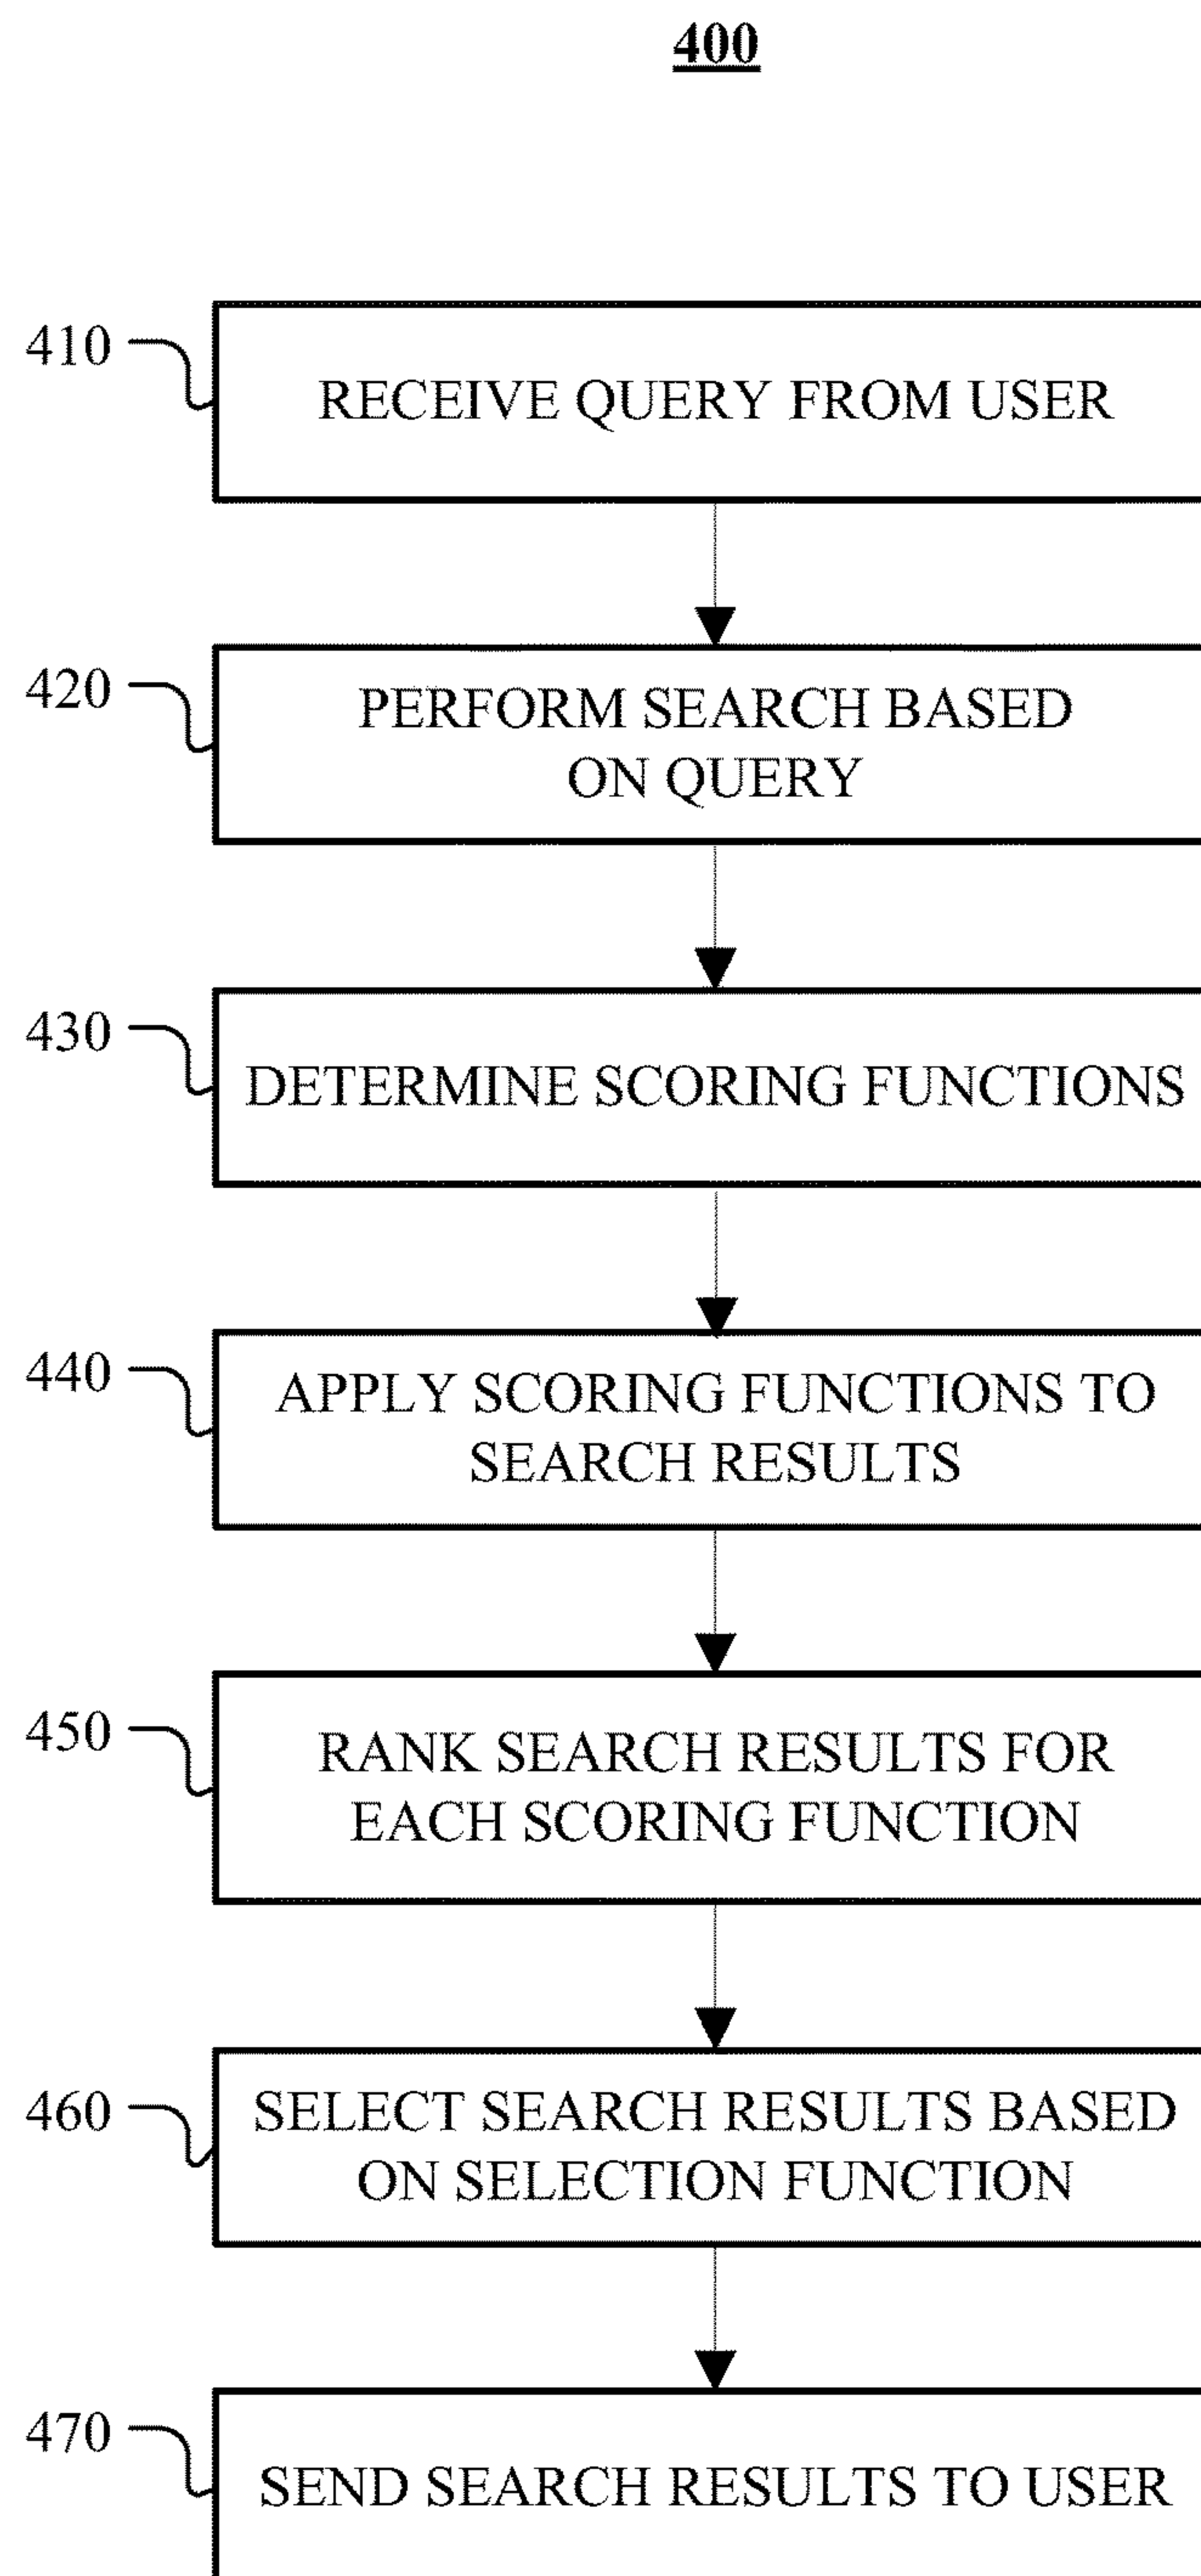 400
410
RECEIVE QUERY FROM USER
420
PERFORM SEARCH BASED
ON QUERY
430
DETERMINE SCORING FUNCTIONS
440
APPLY SCORING FUNCTIONS TO
SEARCH RESULTS
450
RANK SEARCH RESULTS FOR
EACH SCORING FUNCTION
460
SELECT SEARCH RESULTS BASED
ON SELECTION FUNCTION
470
SEND SEARCH RESULTS TO USER